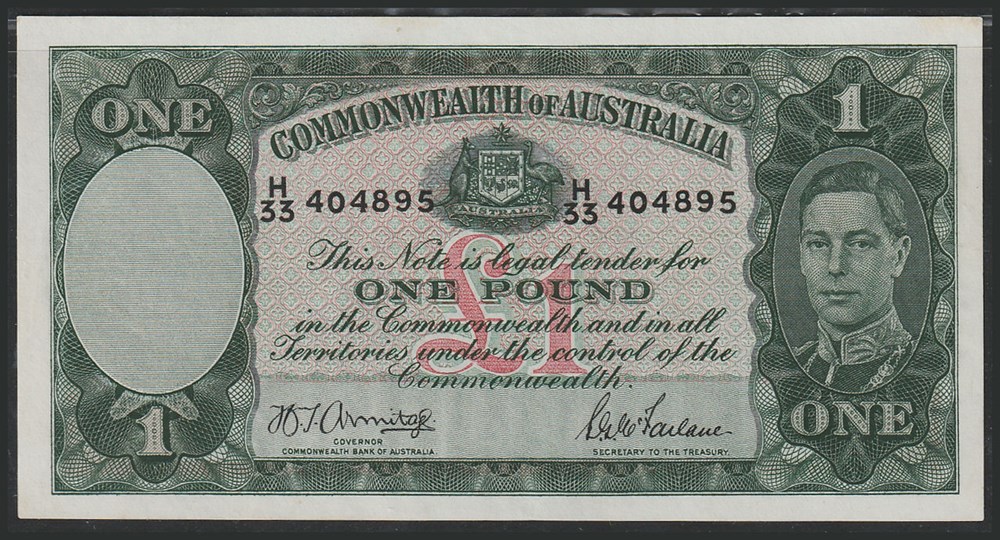 ONE
1
COMMONWEALTH OF AUSTRALIA
AUSTRALIA
H/33 404895
H/33 404895
This Note is legal tender for
ONE POUND
in the Commonwealth and in all
Territories under the control of the
Commonwealth.
£1
H.T. Armitage.
GOVERNOR
COMMONWEALTH BANK OF AUSTRALIA.
S.G. McFarlane
SECRETARY TO THE TREASURY.
1
ONE